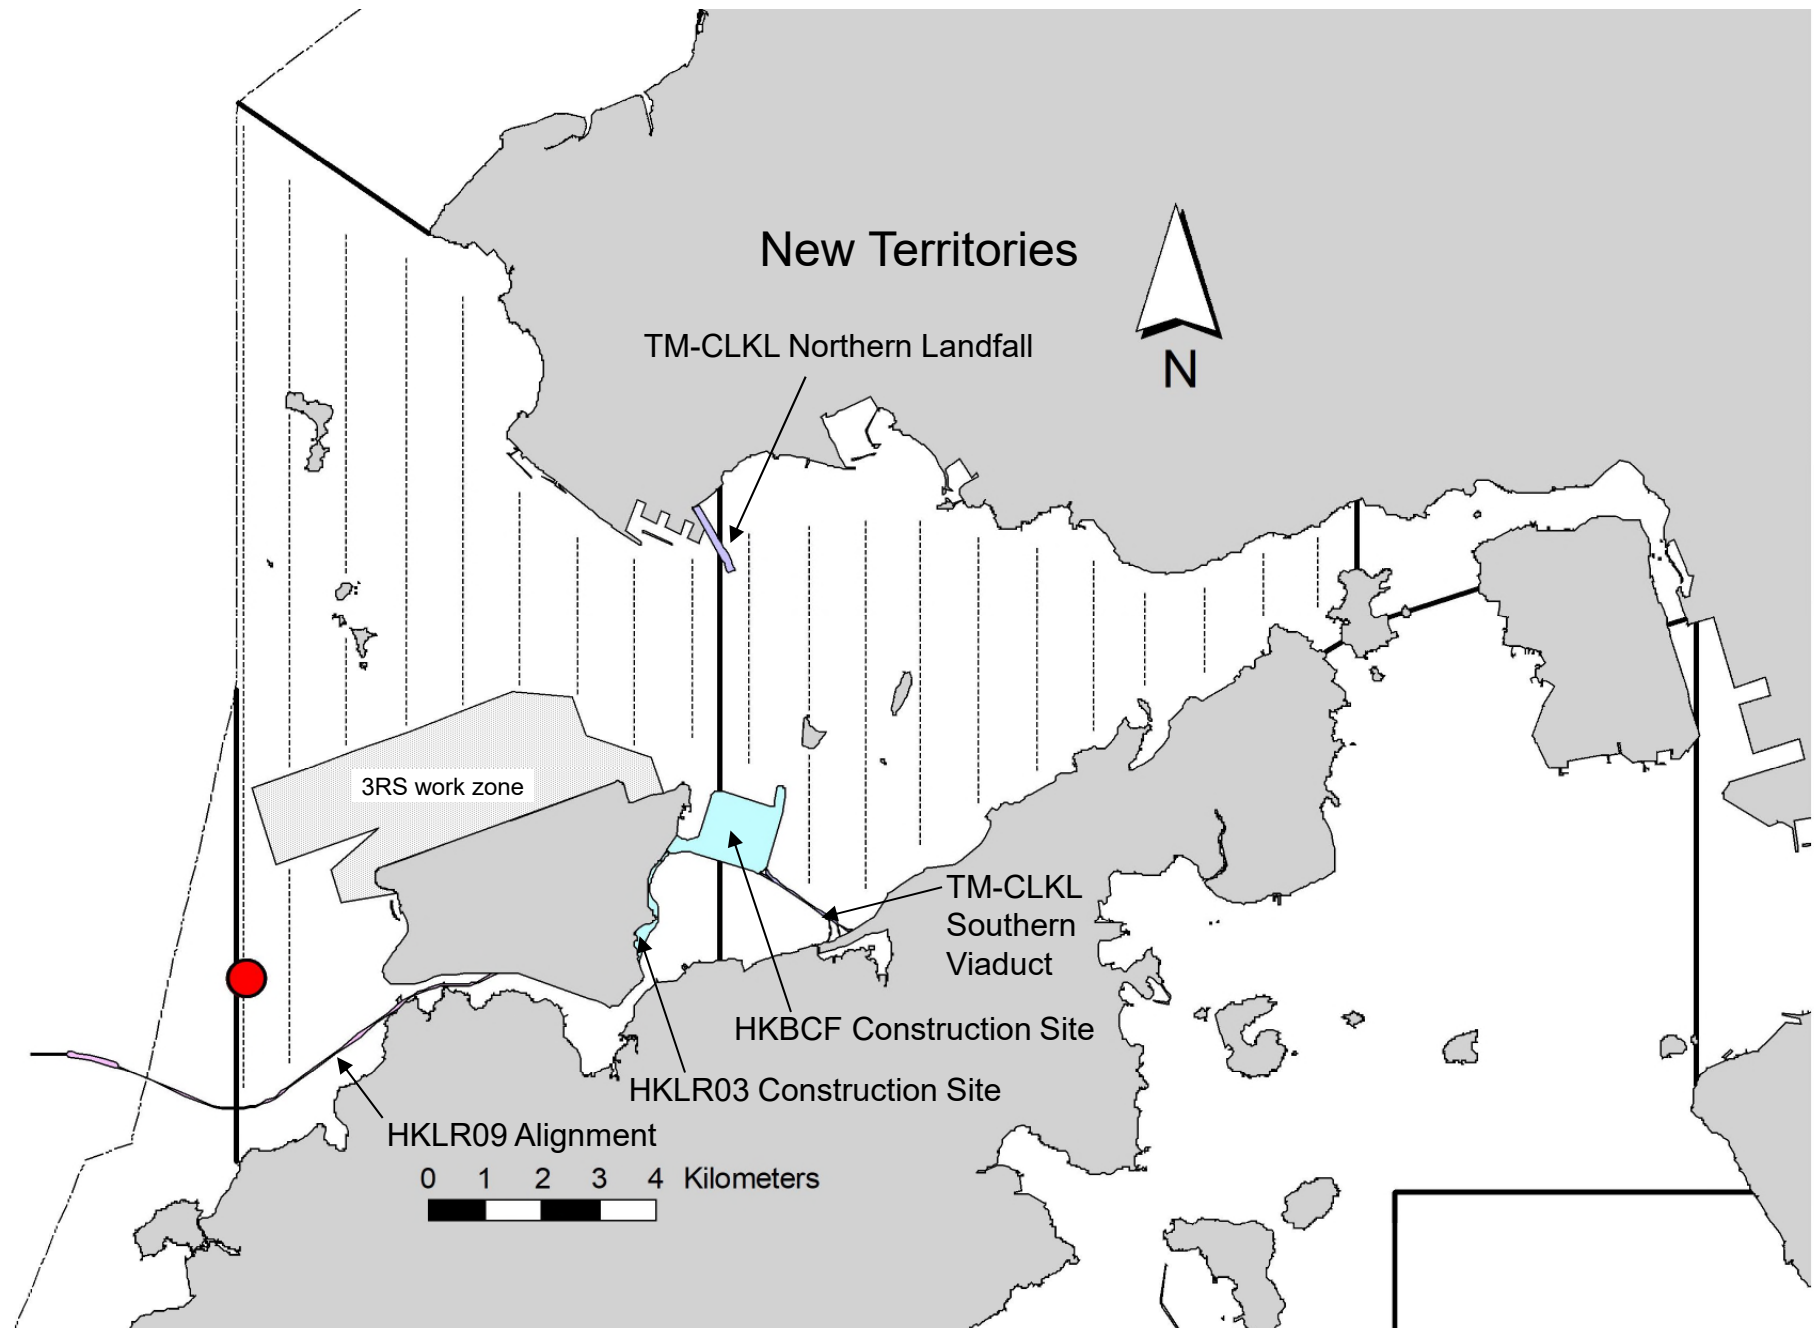 New Territories
TM-CLKL Northern Landfall
N
3RS work zone
TM-CLKL
Southern
Viaduct
HKBCF Construction Site
HKLR03 Construction Site
HKLR09 Alignment
0 1 2 3 4 Kilometers